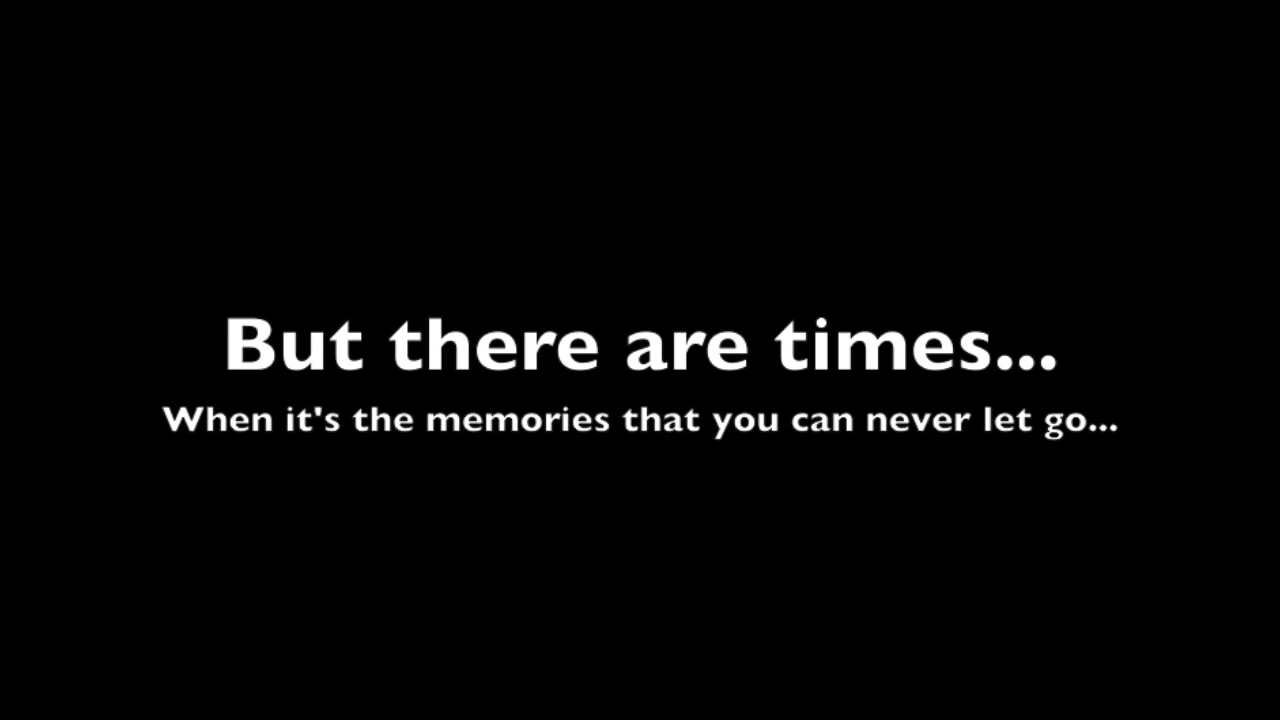 But there are times...
When it's the memories that you can never let go...